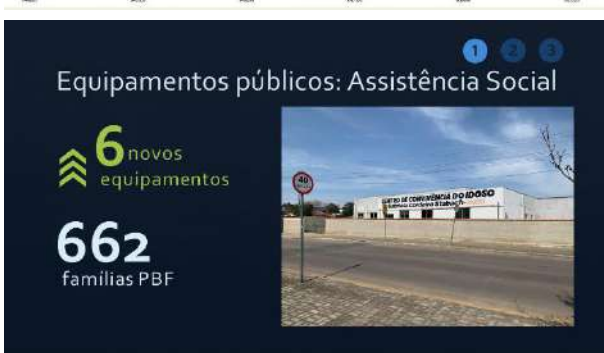 1 2 3
Equipamentos públicos: Assistência Social
6 novos
equipamentos
662
famílias PBF
40
CENTRO DE CONVIVÊNCIA DO IDOSO